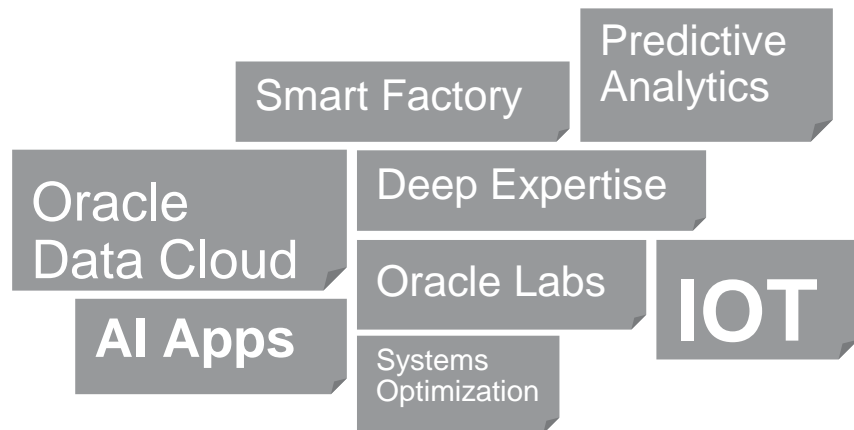 Predictive
Analytics
Smart Factory
Oracle
Data Cloud
Deep Expertise
Oracle Labs
IOT
AI Apps
Systems
Optimization